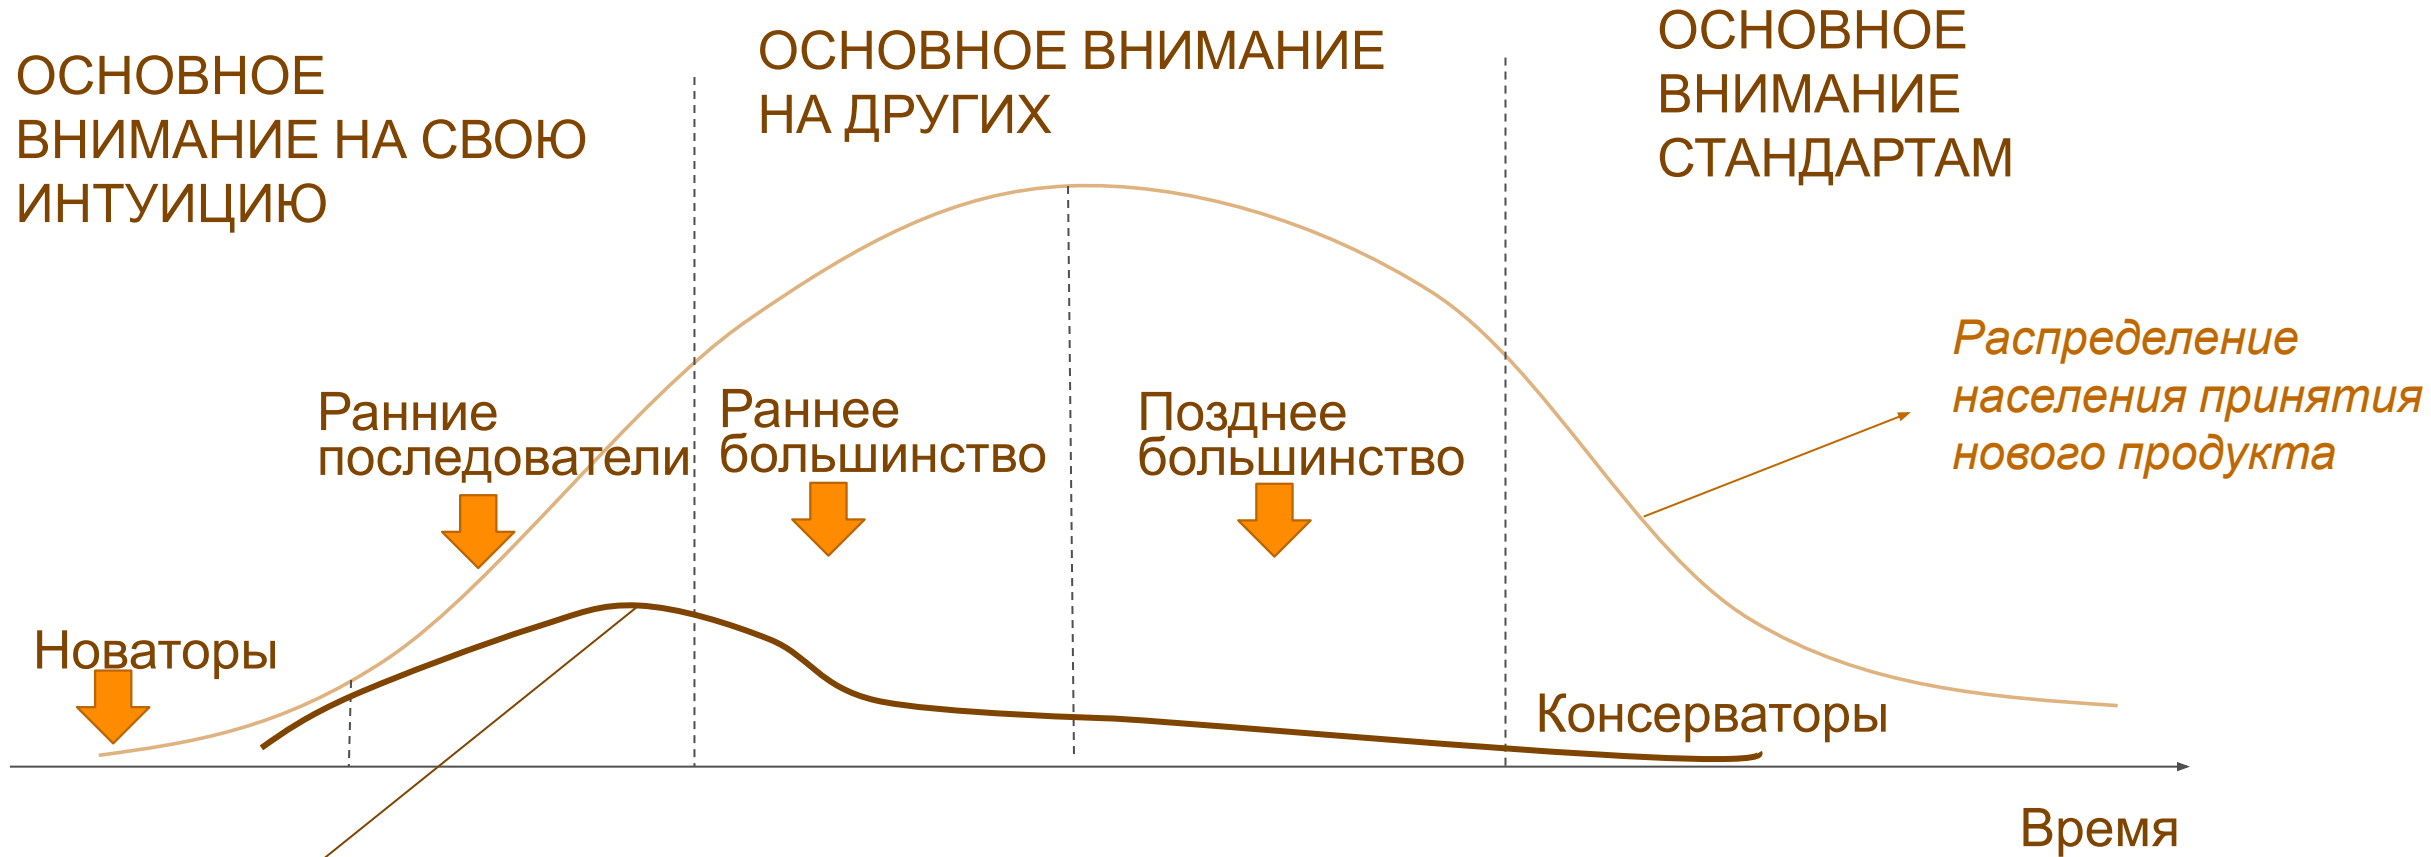 ОСНОВНОЕ
ВНИМАНИЕ НА СВОЮ
ИНТУИЦИЮ
ОСНОВНОЕ ВНИМАНИЕ
НА ДРУГИХ
ОСНОВНОЕ
ВНИМАНИЕ
СТАНДАРТАМ
Распределение
населения принятия
нового продукта
Ранние
последователи
Раннее
большинство
Позднее
большинство
Новаторы
Консерваторы
Время